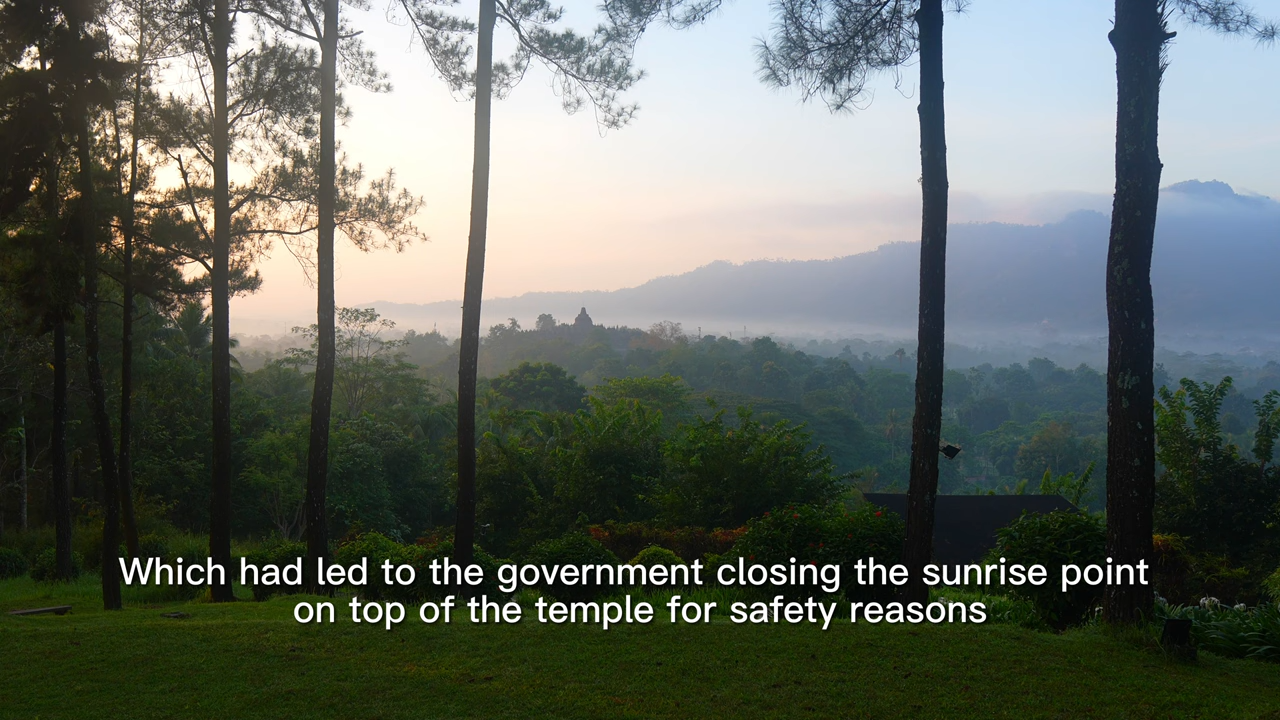 Which had led to the government closing the sunrise point
on top of the temple for safety reasons